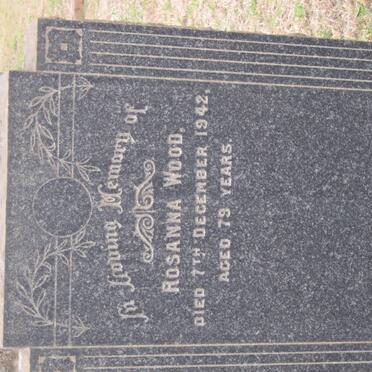 In Loving Memory of
ROSANNA WOOD,
DIED 7TH DECEMBER 1942,
AGED 79 YEARS.